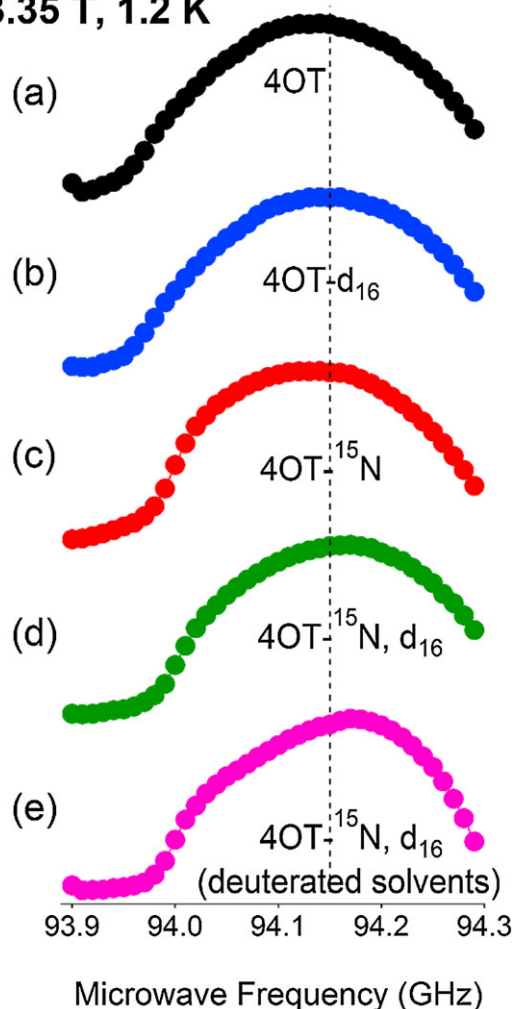 3.35 T, 1.2 K
(a)
4OT
(b)
4OT-d₁₆
(c)
4OT-¹⁵N
(d)
4OT-¹⁵N, d₁₆
(e)
4OT-¹⁵N, d₁₆
(deuterated solvents)
93.9 94.0 94.1 94.2 94.3
Microwave Frequency (GHz)